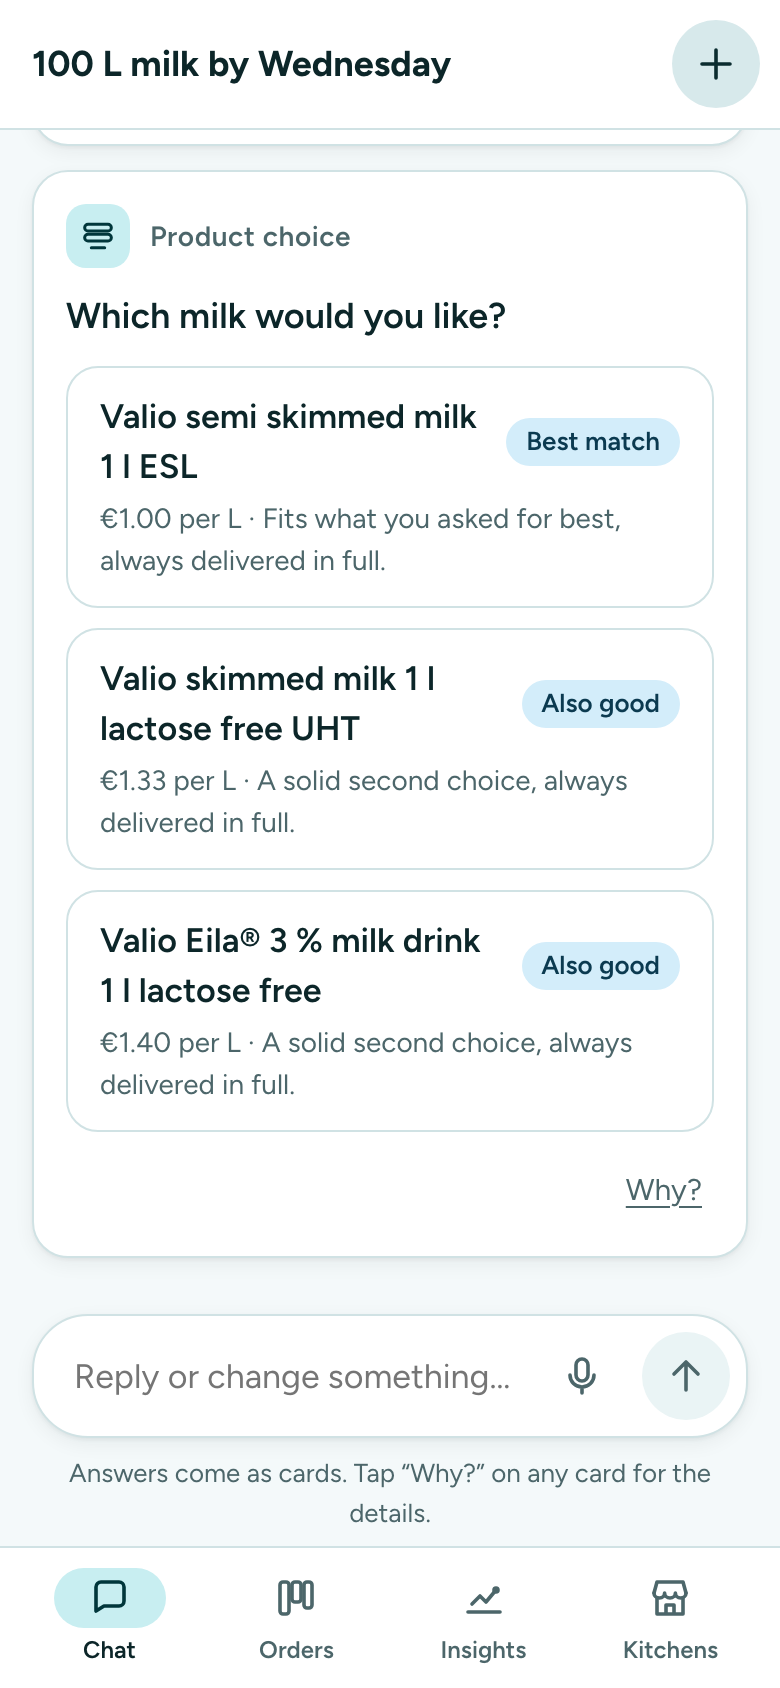 100 L milk by Wednesday
Product choice
Which milk would you like?
Valio semi skimmed milk
1 l ESL
Best match
€1.00 per L · Fits what you asked for best,
always delivered in full.
Valio skimmed milk 1 l
lactose free UHT
Also good
€1.33 per L · A solid second choice, always
delivered in full.
Valio Eila® 3 % milk drink
1 l lactose free
Also good
€1.40 per L · A solid second choice, always
delivered in full.
Why?
Reply or change something...
Answers come as cards. Tap “Why?” on any card for the
details.
Chat
Orders
Insights
Kitchens